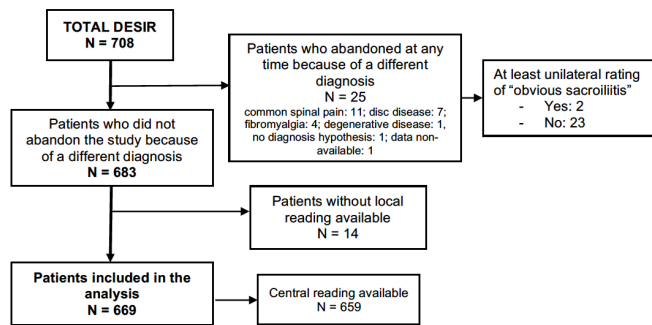 TOTAL DESIR
N = 708
Patients who abandoned at any
time because of a different
diagnosis
N = 25
common spinal pain: 11; disc disease: 7;
fibromyalgia: 4; degenerative disease: 1,
no diagnosis hypothesis: 1; data non-
available: 1
At least unilateral rating
of “obvious sacroiliitis”
- Yes: 2
- No: 23
Patients who did not
abandon the study because
of a different diagnosis
N = 683
Patients without local
reading available
N = 14
Patients included in the
analysis
N = 669
Central reading available
N = 659